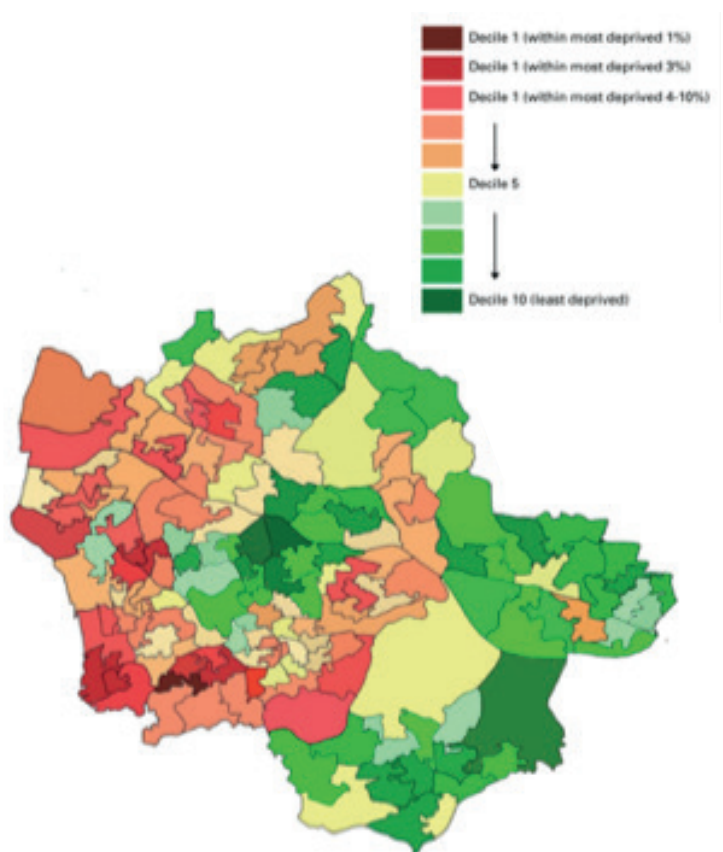 Decile 1 (within most deprived 1%)
Decile 1 (within most deprived 3%)
Decile 1 (within most deprived 4-10%)
Decile 5
Decile 10 (least deprived)